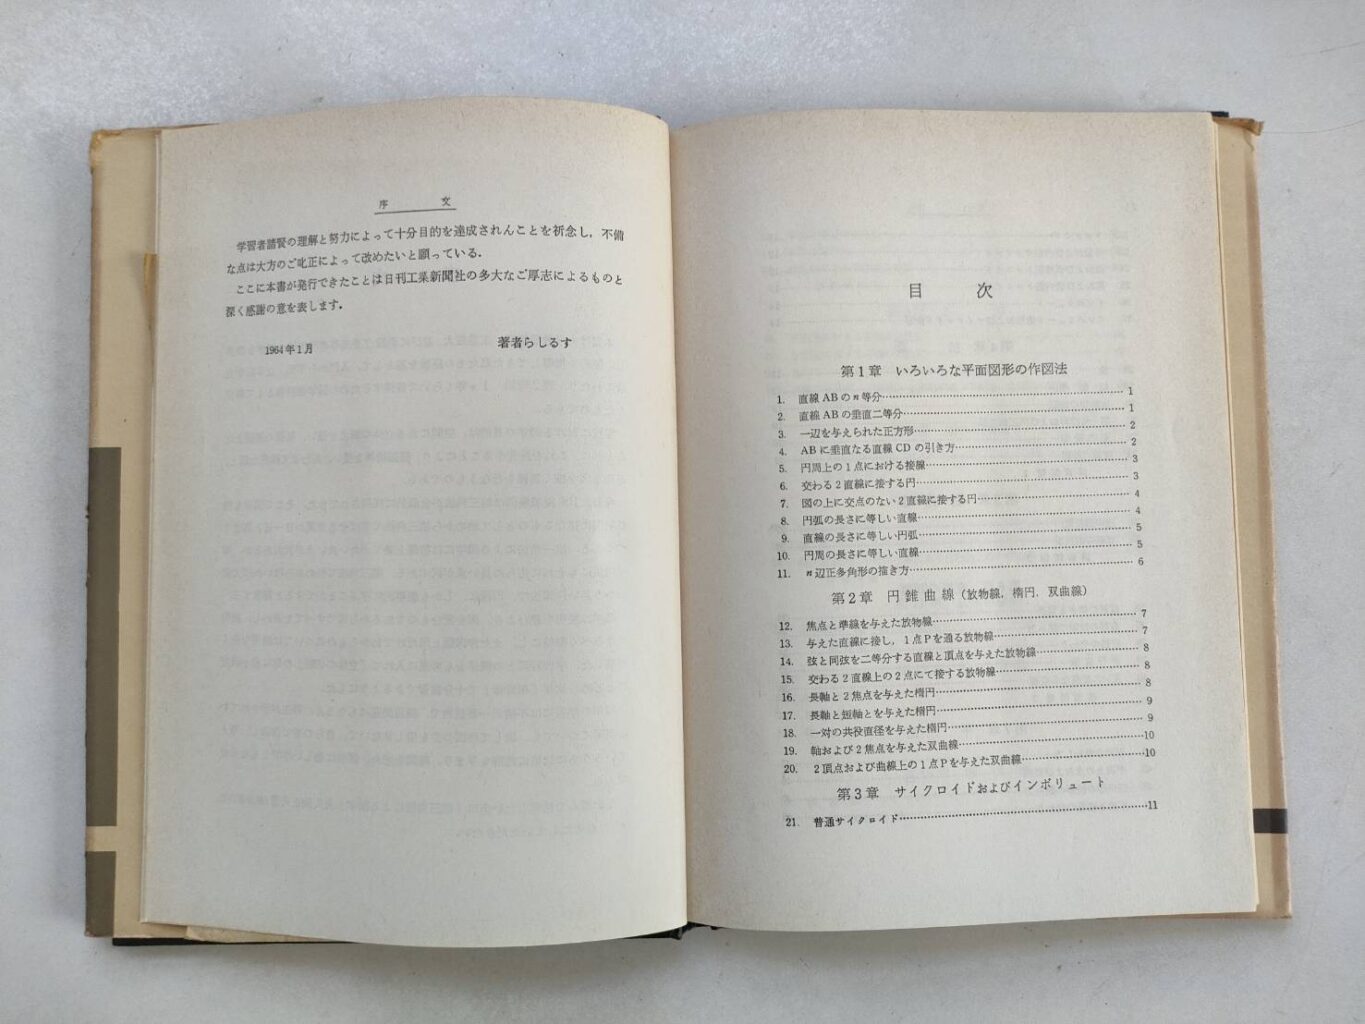 序文
学習者諸賢の理解と努力によって十分目的を達成されんことを祈念し，不備
な点は大方のご叱正によって改めたいと願っている．
ここに本書が発行できたことは日刊工業新聞社の多大なご厚志によるものと
深く感謝の意を表します．
1964年1月 著者らしるす
目次
第1章 いろいろな平面図形の作図法
1. 直線ABのn等分 1
2. 直線ABの垂直二等分 1
3. 一辺を与えられた正方形 2
4. ABに垂直なる直線CDの引き方 2
5. 円周上の1点における接線 3
6. 交わる2直線に接する円 3
7. 図の上に交点のない2直線に接する円 4
8. 円弧の長さに等しい直線 4
9. 直線の長さに等しい円弧 5
10. 円周の長さに等しい直線 5
11. n辺正多角形の描き方 6
第2章 円錐曲線（放物線，楕円，双曲線）
12. 焦点と準線を与えた放物線 7
13. 与えた直線に接し，1点Pを通る放物線 7
14. 弦と同弦を二等分する直線と頂点を与えた放物線 8
15. 交わる2直線上の2点にて接する放物線 8
16. 長軸と2焦点を与えた楕円 8
17. 長軸と短軸とを与えた楕円 9
18. 一対の共役直径を与えた楕円 9
19. 軸および2焦点を与えた双曲線 10
20. 2頂点および曲線上の1点Pを与えた双曲線 10
第3章 サイクロイドおよびインボリュート
21. 普通サイクロイド 11